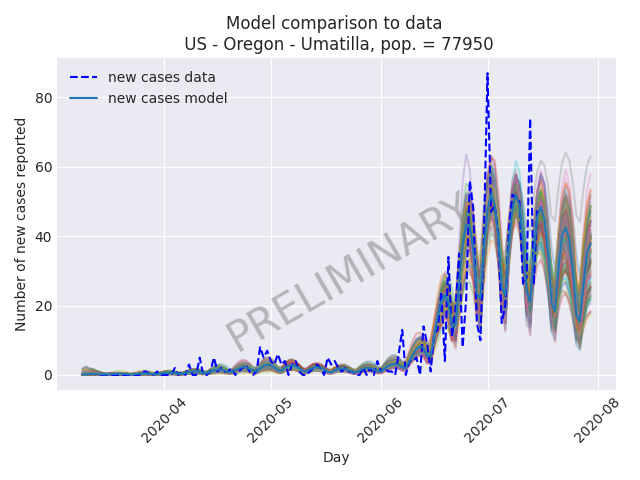 Model comparison to data
US - Oregon - Umatilla, pop. = 77950
new cases data
new cases model
Number of new cases reported
80
60
40
20
0
PRELIMINARY
2020-04
2020-05
2020-06
2020-07
2020-08
Day